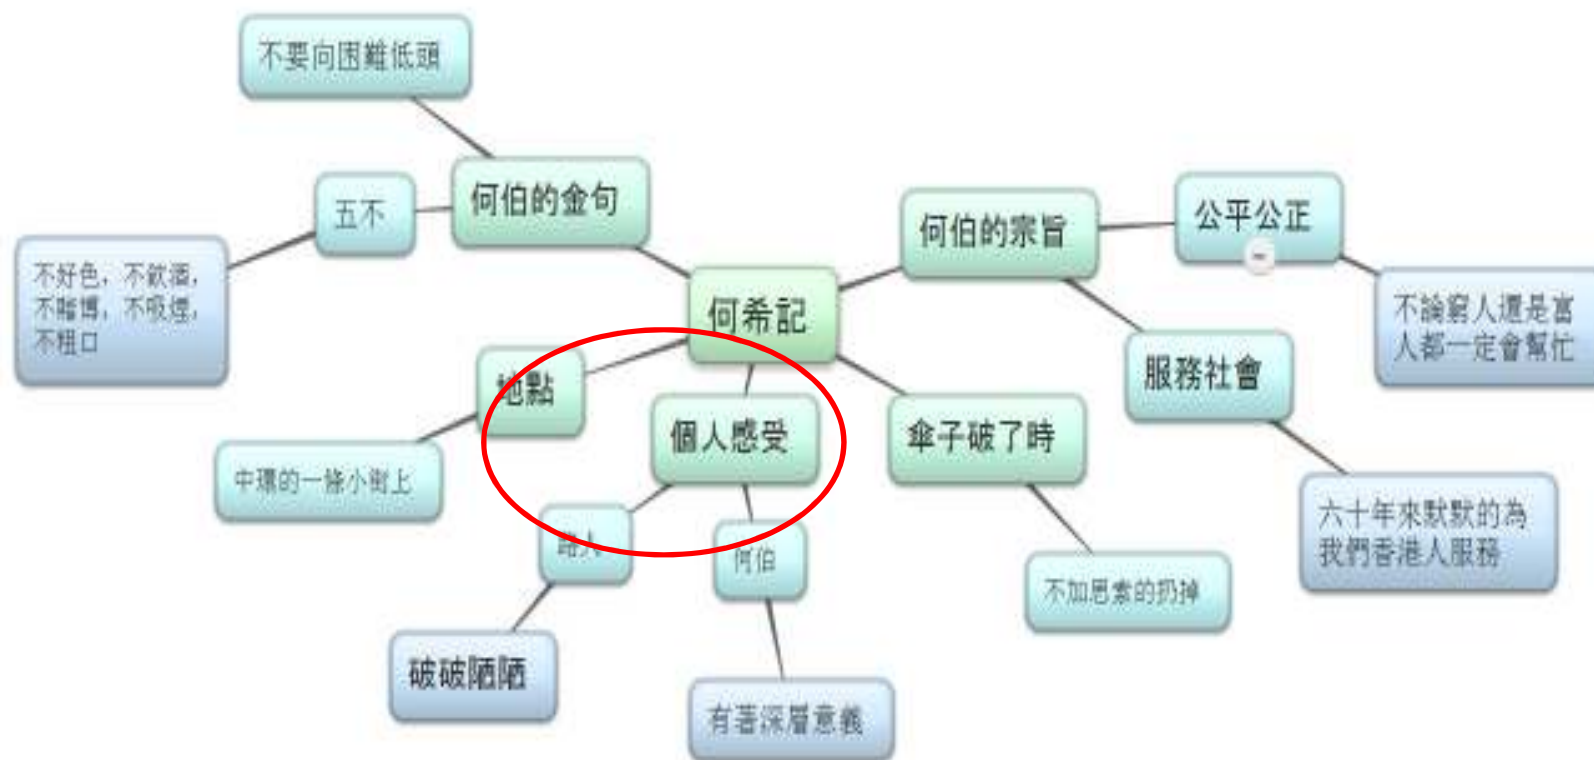 不要向困難低頭
何伯的金句
五不
不好色，不飲酒，
不賭博，不吸煙，
不粗口
何希記
何伯的宗旨
公平公正
不論窮人還是富
人都一定會幫忙
服務社會
六十年來默默的為
我們香港人服務
地點
中環的一條小街上
個人感受
路人
破破陋陋
何伯
有著深層意義
傘子破了時
不加思索的扔掉